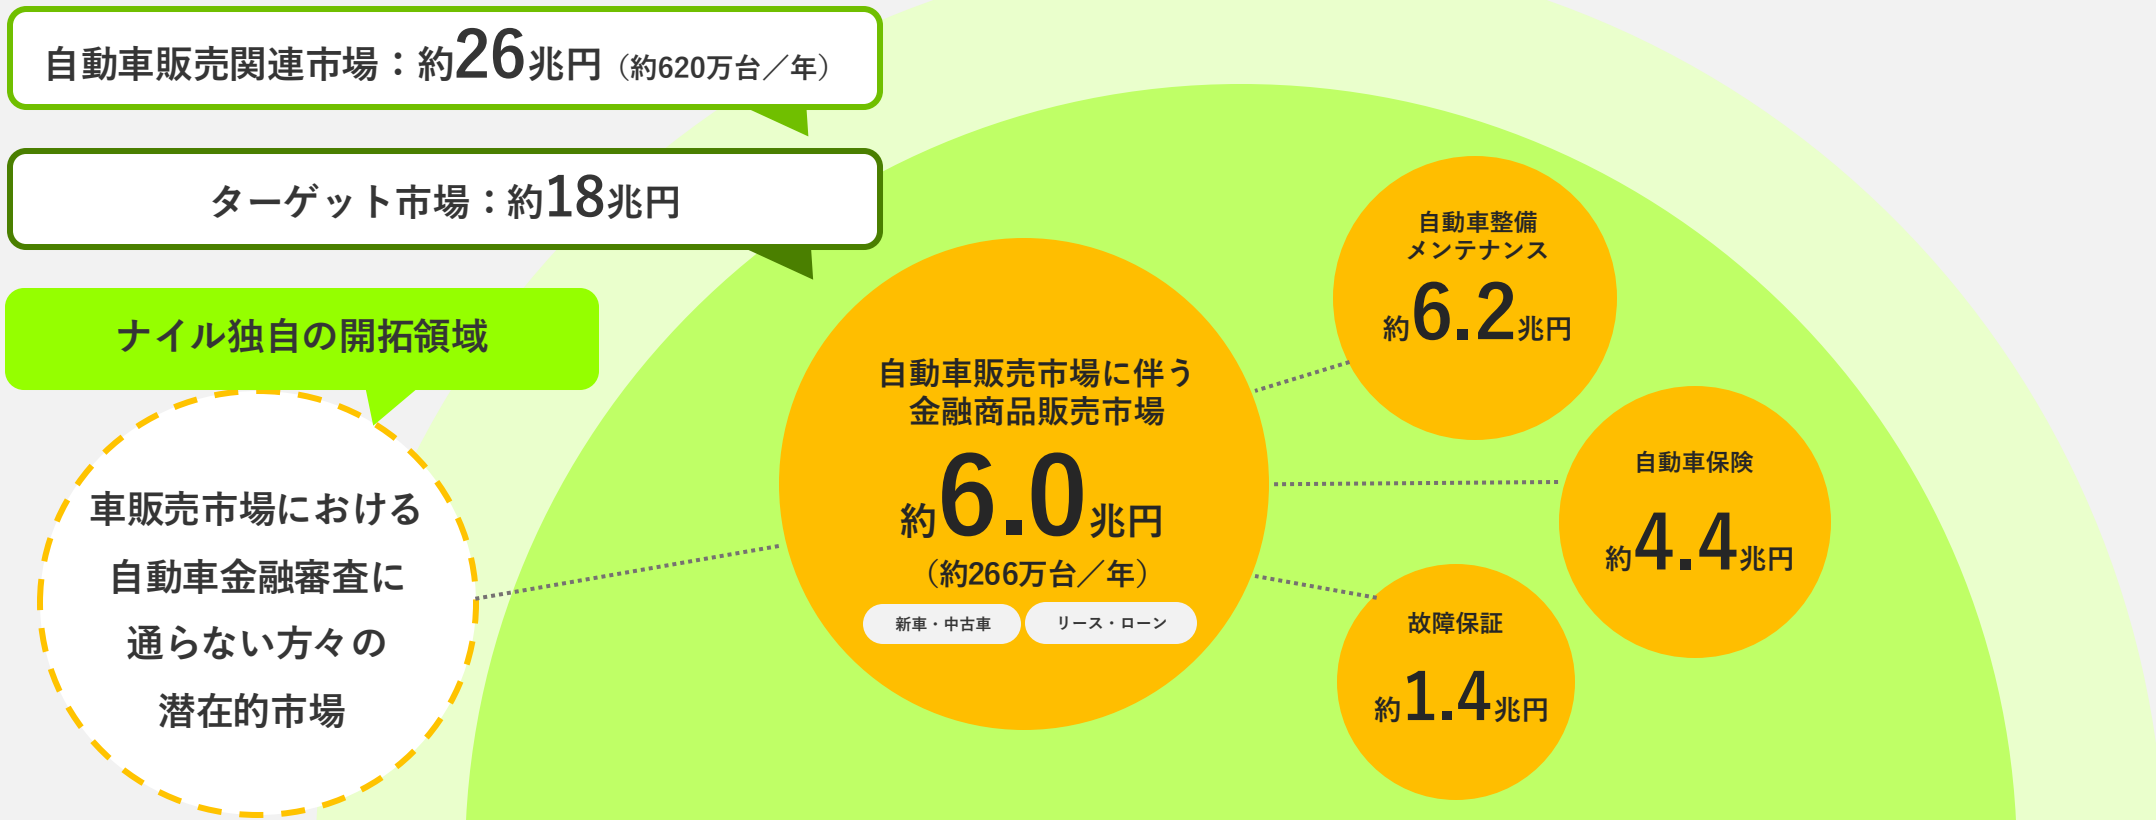 自動車販売関連市場：約26兆円（約620万台／年）
ターゲット市場：約18兆円
ナイル独自の開拓領域
車販売市場における
自動車金融審査に
通らない方々の
潜在的市場
自動車販売市場に伴う
金融商品販売市場
約6.0兆円
（約266万台／年）
新車・中古車
リース・ローン
自動車整備
メンテナンス
約6.2兆円
自動車保険
約4.4兆円
故障保証
約1.4兆円